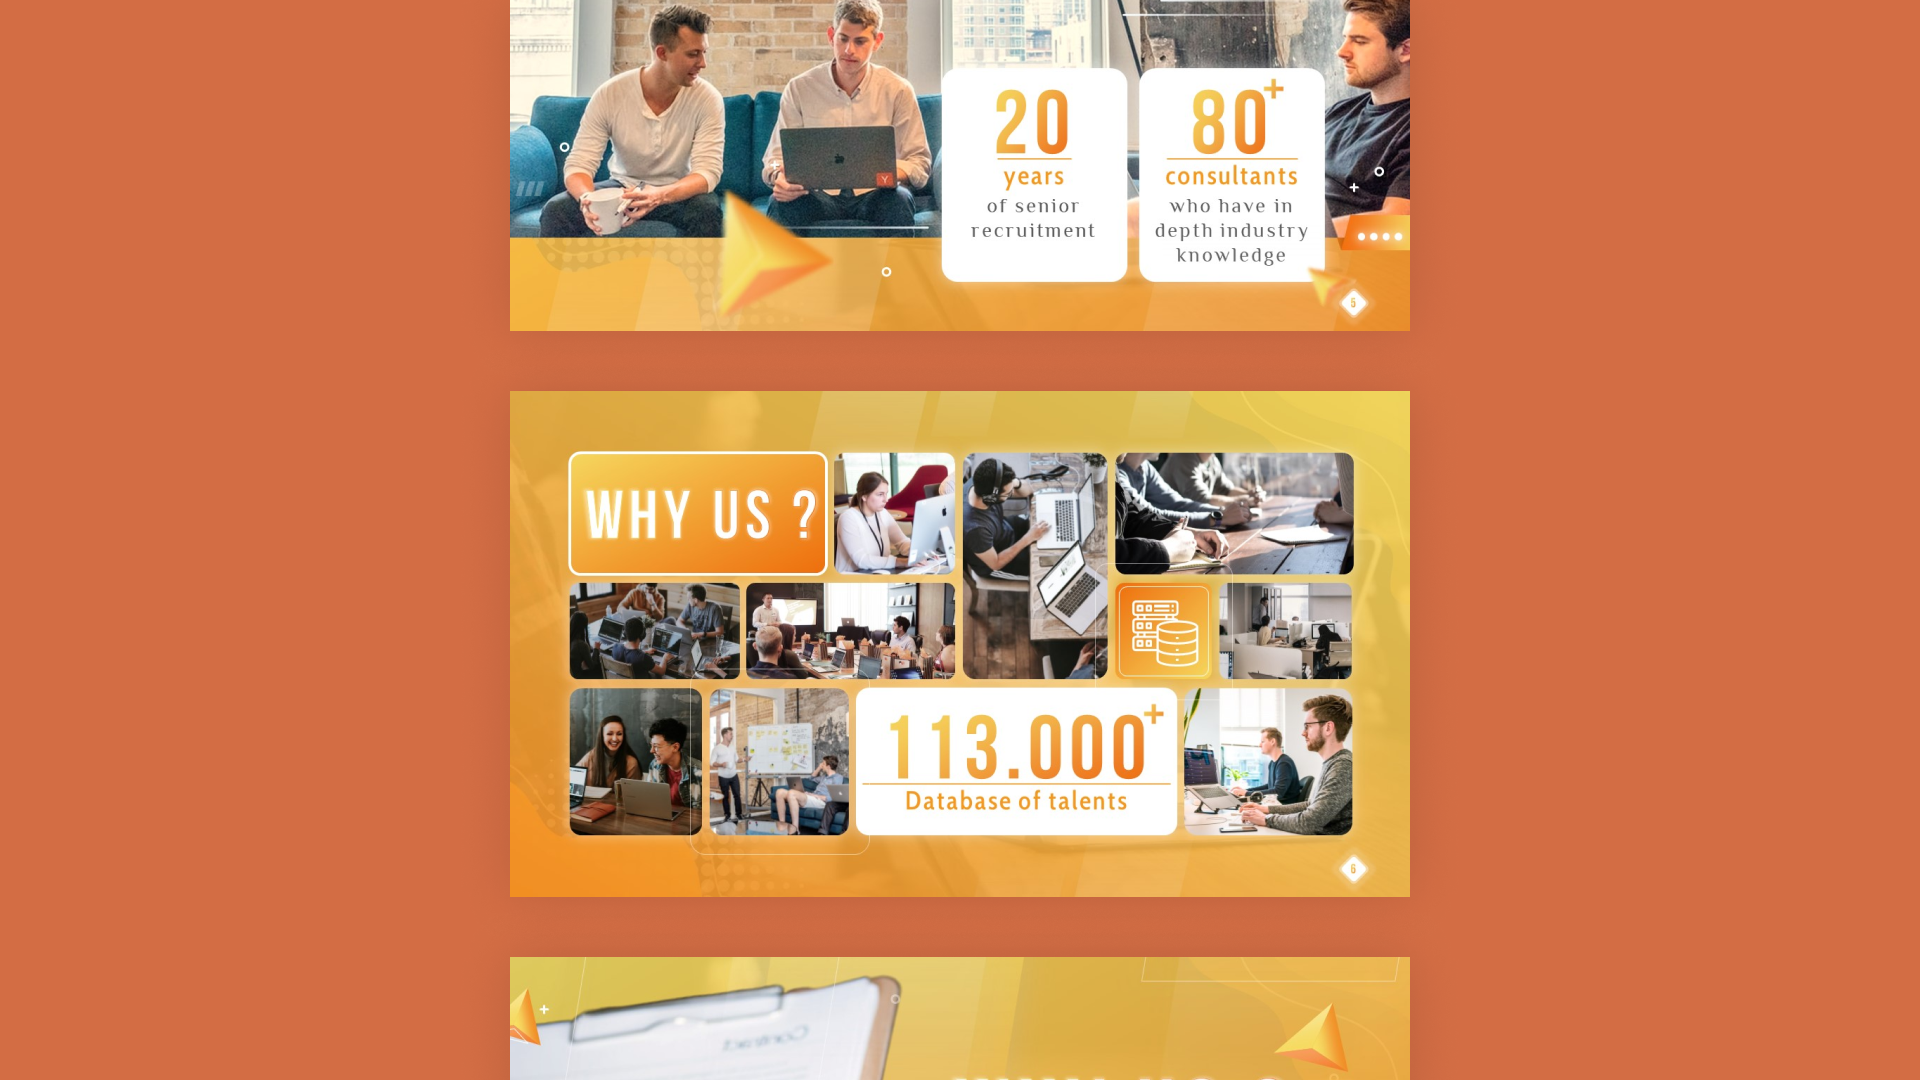 20
years
of senior
recruitment
80+
consultants
who have in
depth industry
knowledge
Y
5
WHY US ?
113.000+
Database of talents
6